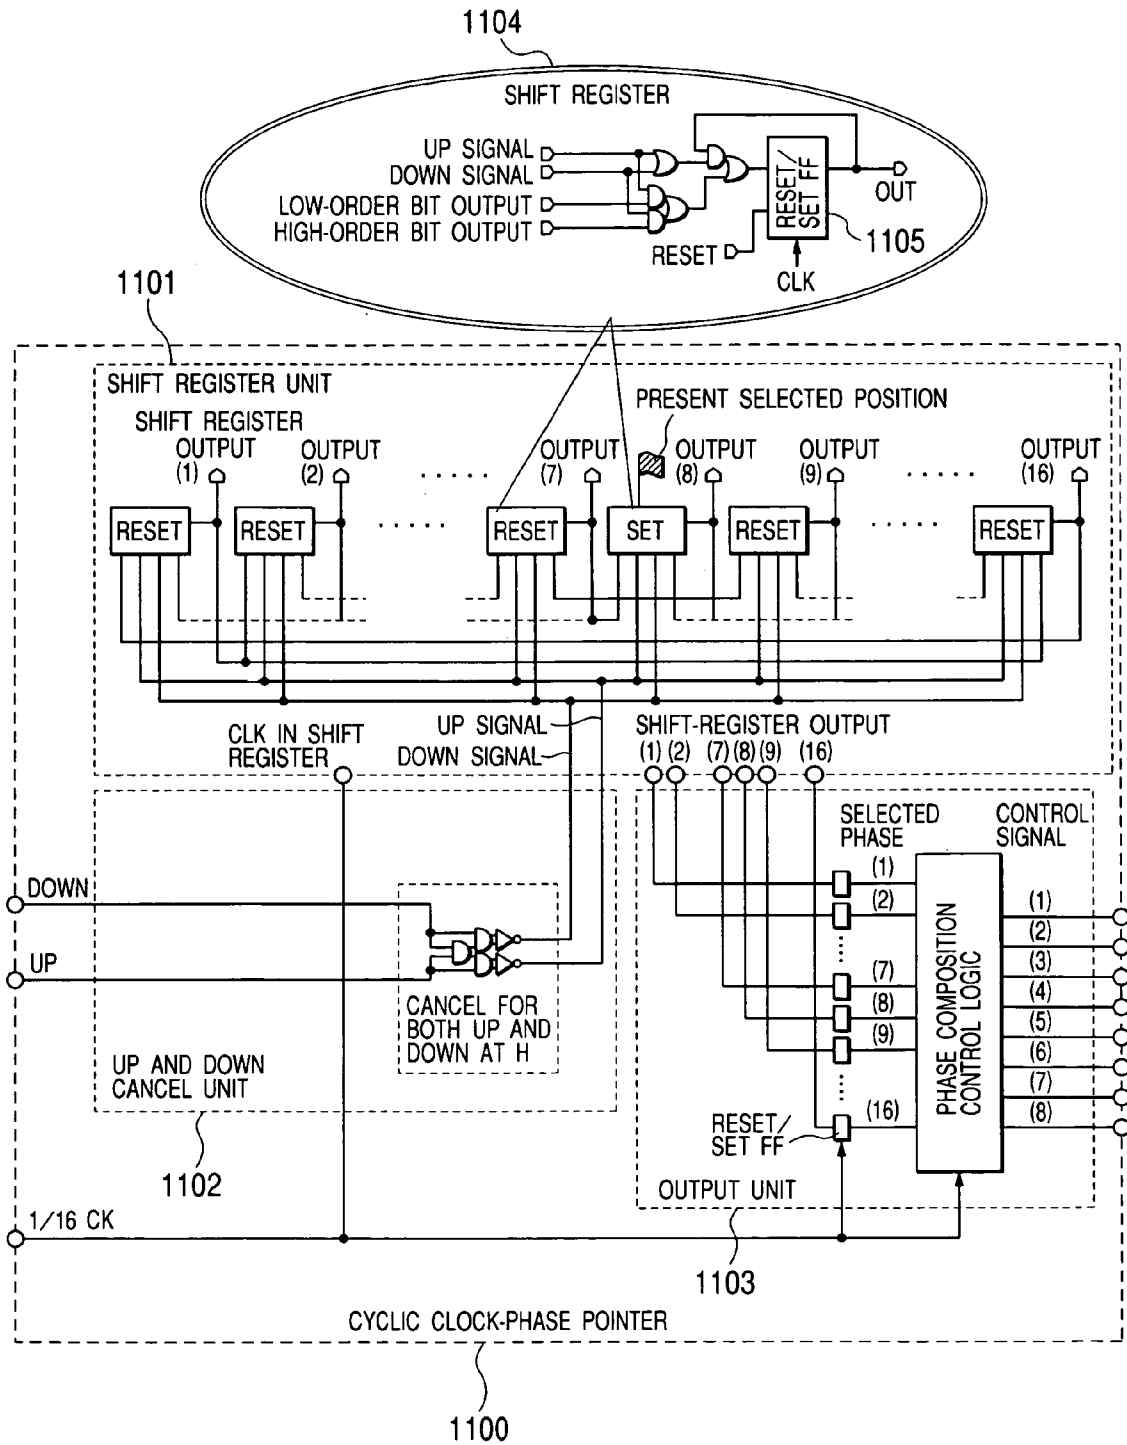 1104
SHIFT REGISTER
UP SIGNAL
DOWN SIGNAL
LOW-ORDER BIT OUTPUT
HIGH-ORDER BIT OUTPUT
RESET/
SET FF
OUT
RESET
1105
CLK
1101
SHIFT REGISTER UNIT
PRESENT SELECTED POSITION
SHIFT REGISTER
OUTPUT
(1)
OUTPUT
(2)
OUTPUT
(7)
OUTPUT
(8)
OUTPUT
(9)
OUTPUT
(16)
RESET
RESET
RESET
SET
RESET
RESET
CLK IN SHIFT
REGISTER
UP SIGNAL
DOWN SIGNAL
SHIFT-REGISTER OUTPUT
(1) (2) (7) (8) (9) (16)
SELECTED
PHASE
CONTROL
SIGNAL
DOWN
UP
CANCEL FOR
BOTH UP AND
DOWN AT H
UP AND DOWN
CANCEL UNIT
1102
(1)
(2)
(7)
(8)
(9)
(16)
PHASE COMPOSITION
CONTROL LOGIC
(1)
(2)
(3)
(4)
(5)
(6)
(7)
(8)
RESET/
SET FF
OUTPUT UNIT
1/16 CK
1103
CYCLIC CLOCK-PHASE POINTER
1100